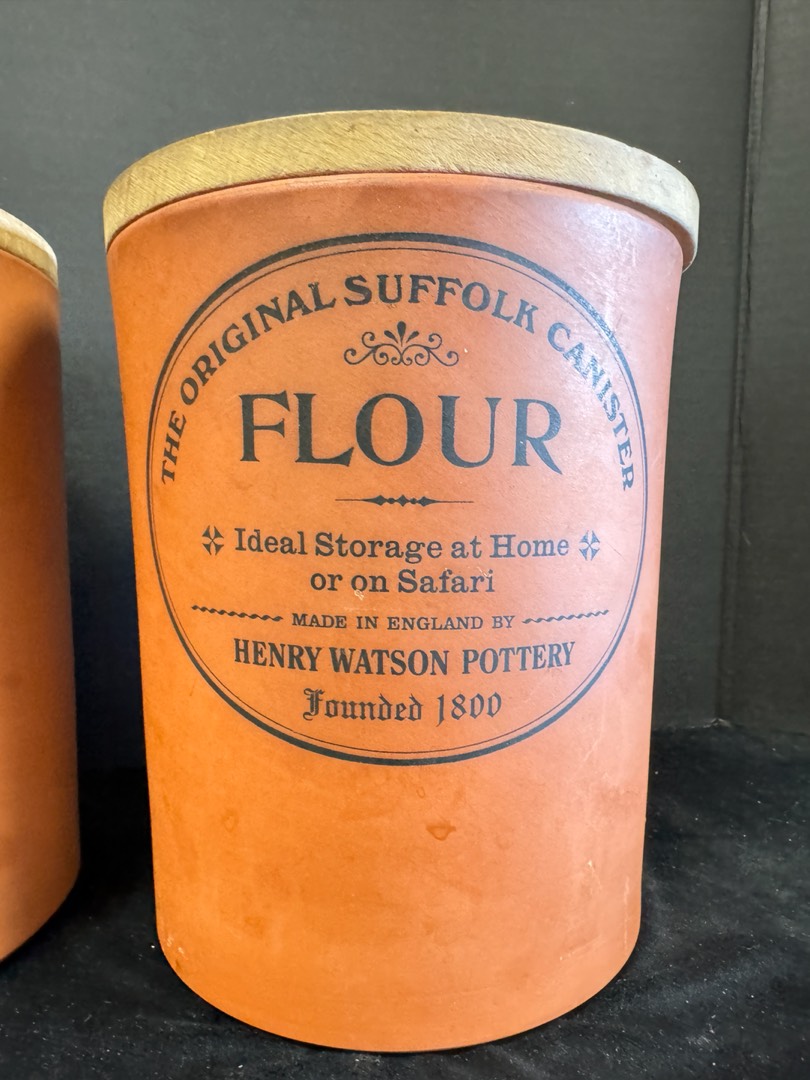 THE ORIGINAL SUFFOLK CANISTER
FLOUR
Ideal Storage at Home
or on Safari
MADE IN ENGLAND BY
HENRY WATSON POTTERY
Founded 1800